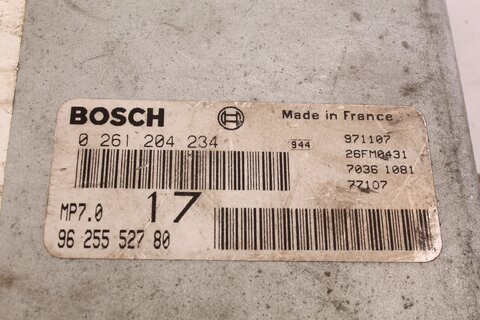 BOSCH
Made in France
0 261 204 234
944
971107
26FM0431
7036 1081
77107
MP7.0
17
96 255 527 80